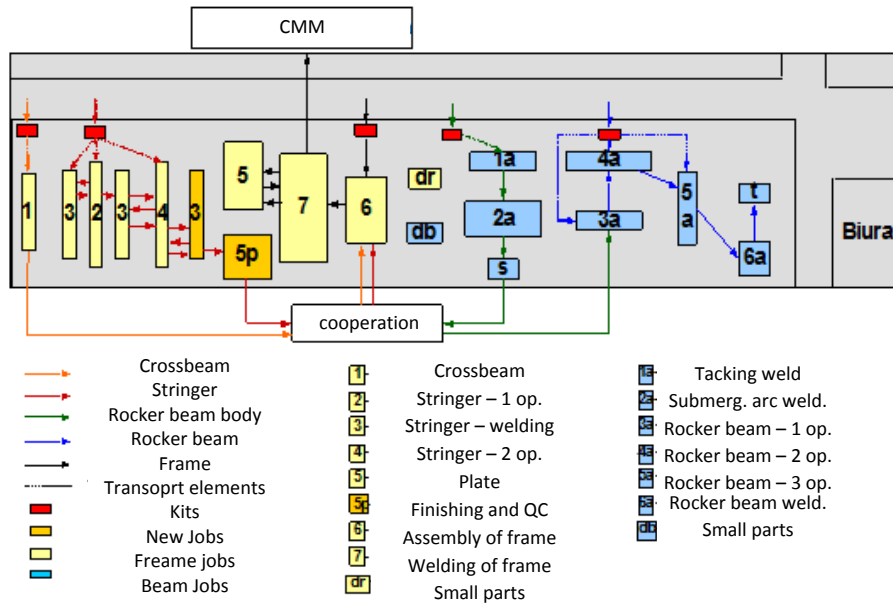 CMM
1
3
2
3
4
3
5p
5
7
6
dr
db
1a
2a
s
4a
3a
5
a
t
6a
Biura
cooperation
Crossbeam
Stringer
Rocker beam body
Rocker beam
Frame
Transoprt elements
Kits
New Jobs
Freame jobs
Beam Jobs
1 Crossbeam
2 Stringer – 1 op.
3 Stringer – welding
4 Stringer – 2 op.
5 Plate
5p Finishing and QC
6 Assembly of frame
7 Welding of frame
dr Small parts
1a Tacking weld
2a Submerg. arc weld.
3a Rocker beam – 1 op.
4a Rocker beam – 2 op.
5a Rocker beam – 3 op.
6a Rocker beam weld.
db Small parts